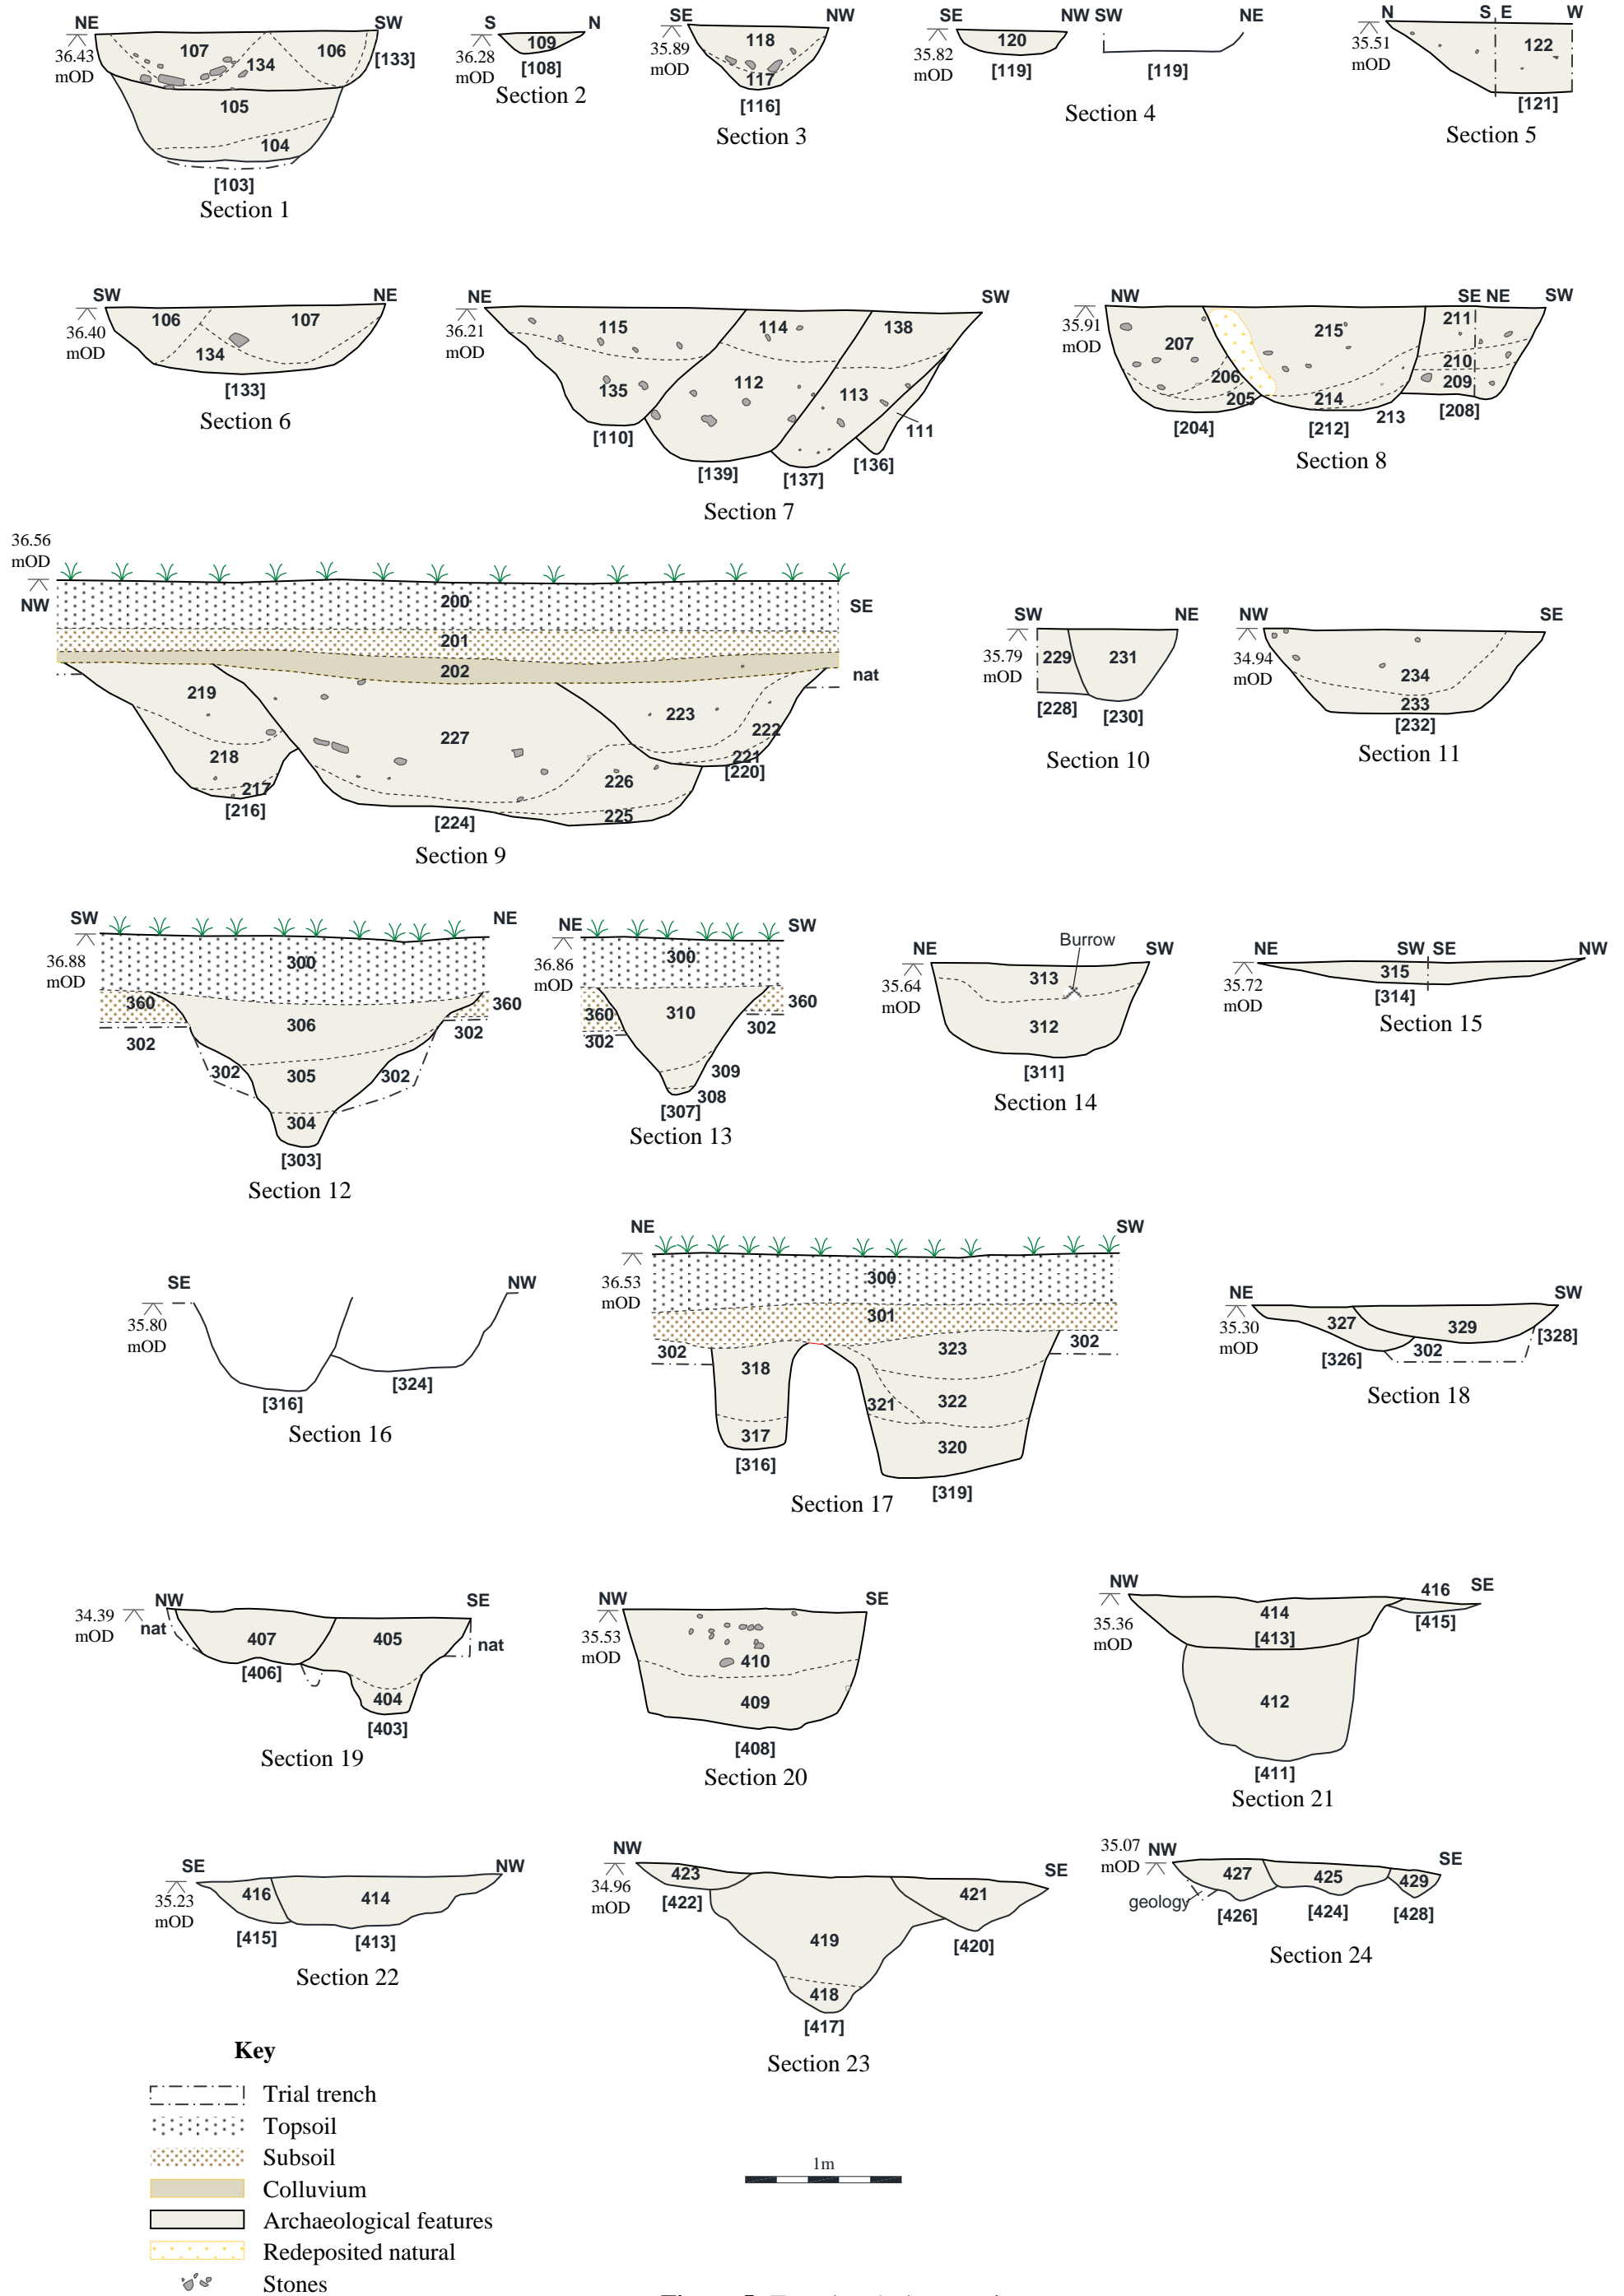 NE SW
36.43
mOD
107 106
134
[133]
105
104
[103]
Section 1
S N
36.28
mOD
109
[108]
Section 2
SE NW
35.89
mOD
118
117
[116]
Section 3
SE NW SW NE
35.82
mOD
120
[119] [119]
Section 4
N S E W
35.51
mOD
122
[121]
Section 5
SW NE
36.40
mOD
106 107
134
[133]
Section 6
NE SW
36.21
mOD
115 114 138
135 112 113
111
[110] [139] [137] [136]
Section 7
NW SE NE SW
35.91
mOD
207 215 211
206 210
205 214 209
213
[204] [212] [208]
Section 8
36.56
mOD
NW SE
200
201
202
nat
219 223
227 222
218 221
217 226
225
[216] [224] [220]
Section 9
SW NE
35.79
mOD
229 231
[228] [230]
Section 10
NW SE
34.94
mOD
234
233
[232]
Section 11
SW NE
36.88
mOD
300
360 360
306
302 302
302 305 302
304
[303]
Section 12
NE SW
36.86
mOD
300
360 310 360
302 302
309
308
[307]
Section 13
NE SW
Burrow
35.64
mOD
313
312
[311]
Section 14
NE SW SE NW
35.72
mOD
315
[314]
Section 15
SE NW
35.80
mOD
[316] [324]
Section 16
NE SW
36.53
mOD
300
301
302 302
318 323
321 322
317 320
[316] [319]
Section 17
NE SW
35.30
mOD
327 329
302
[326] [328]
Section 18
34.39
mOD
NW SE
nat nat
407 405
404
[406] [403]
Section 19
NW SE
35.53
mOD
410
409
[408]
Section 20
NW SE
35.36
mOD
414 416
[413] [415]
412
[411]
Section 21
SE NW
35.23
mOD
416 414
[415] [413]
Section 22
NW SE
34.96
mOD
423 421
[422] [420]
419
418
[417]
Section 23
35.07
mOD
NW SE
427 425 429
geology
[426] [424] [428]
Section 24
Key
Trial trench
Topsoil
Subsoil
Colluvium
Archaeological features
Redeposited natural
Stones
1m